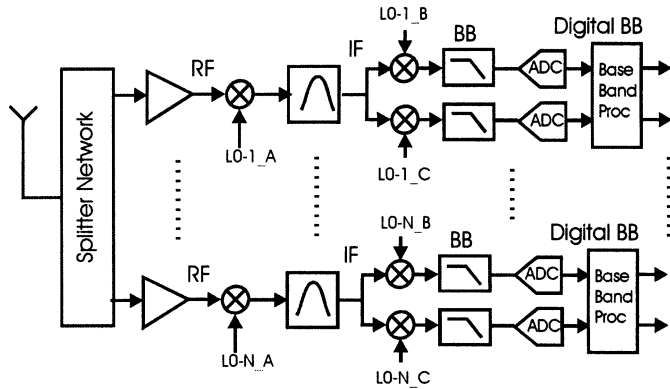 LO-1_B
Digital BB
RF
IF
BB
ADC
Base
Band
Proc
ADC
LO-1_A
LO-1_C
Splitter Network
LO-N_B
Digital BB
RF
IF
BB
ADC
Base
Band
Proc
ADC
LO-N_A
LO-N_C